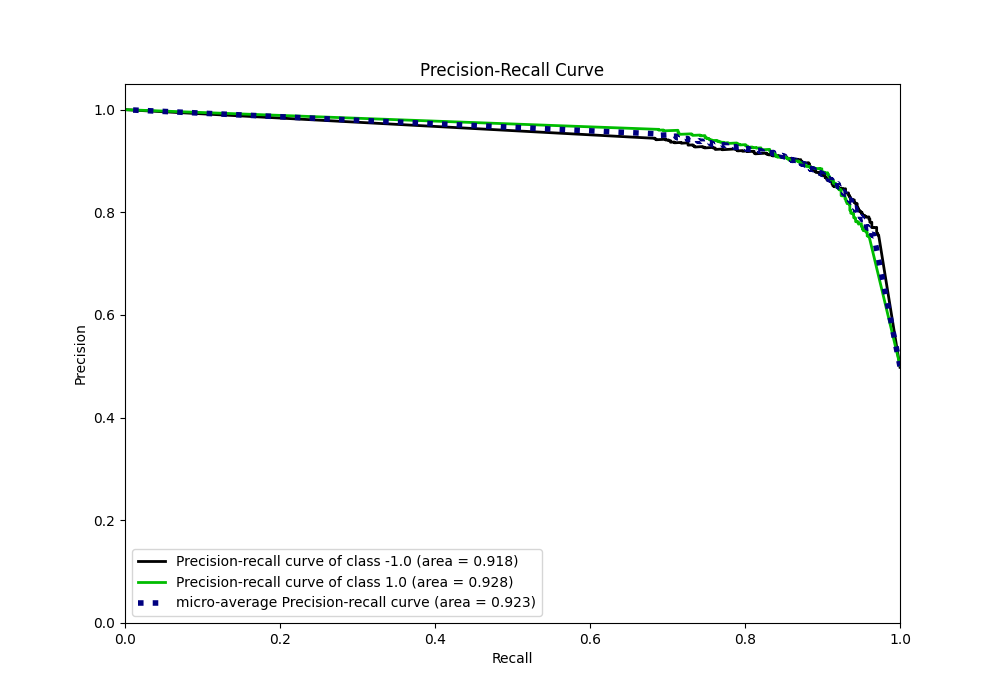 Precision-Recall Curve
1.0
0.8
0.6
0.4
0.2
0.0
Precision
Precision-recall curve of class -1.0 (area = 0.918)
Precision-recall curve of class 1.0 (area = 0.928)
micro-average Precision-recall curve (area = 0.923)
0.0 0.2 0.4 0.6 0.8 1.0
Recall